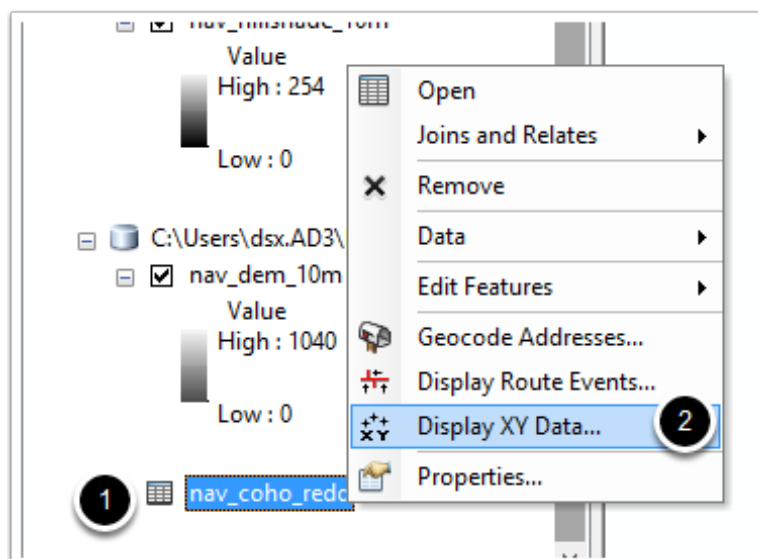 nav_hillshade_10m
Value
High : 254
Low : 0
C:\Users\dsx.AD3\
nav_dem_10m
Value
High : 1040
Low : 0
1
nav_coho_redd
Open
Joins and Relates
Remove
Data
Edit Features
Geocode Addresses...
Display Route Events...
Display XY Data...
2
Properties...